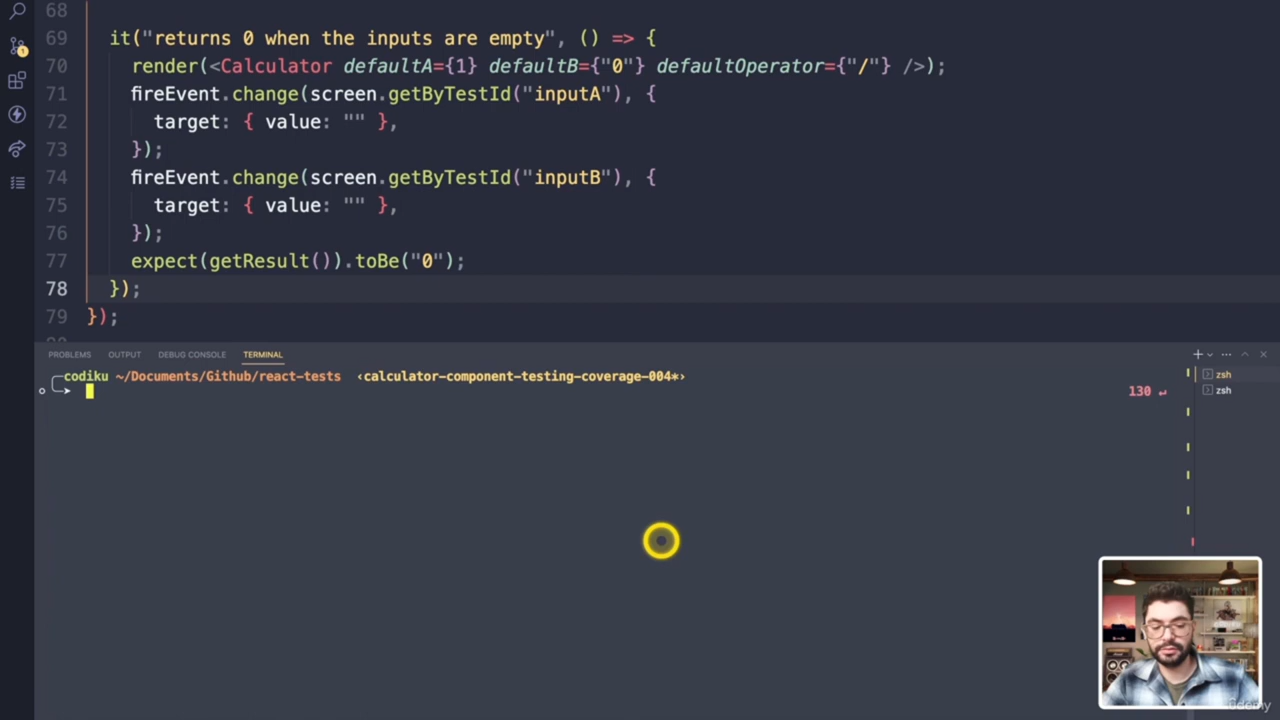 68
69 it("returns 0 when the inputs are empty", () => {
70 render(<Calculator defaultA={1} defaultB={"0"} defaultOperator={"/"} />);
71 fireEvent.change(screen.getByTestId("inputA"), {
72 target: { value: "" },
73 });
74 fireEvent.change(screen.getByTestId("inputB"), {
75 target: { value: "" },
76 });
77 expect(getResult()).toBe("0");
78 });
79 });
PROBLEMS OUTPUT DEBUG CONSOLE TERMINAL
codiku ~/Documents/Github/react-tests ‹calculator-component-testing-coverage-004*›
130 ↵
zsh
zsh
1
ûdemy